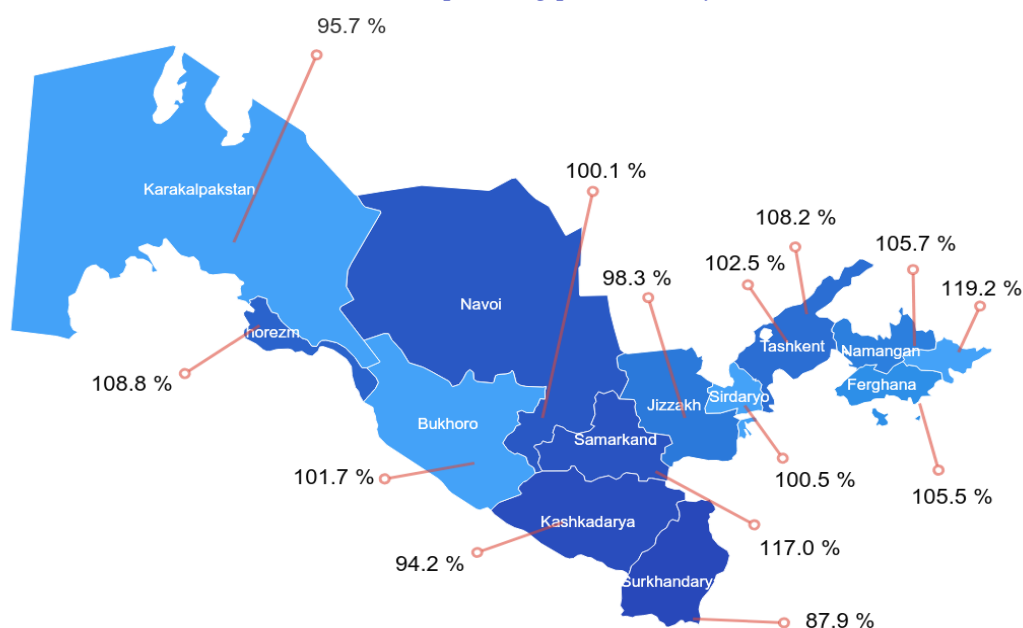 95.7 %
Karakalpakstan
100.1 %
108.2 %
105.7 %
102.5 %
98.3 %
119.2 %
Navoi
horezm
Tashkent
Namangan
108.8 %
Ferghana
Sirdaryo
Jizzakh
Bukhoro
Samarkand
101.7 %
100.5 %
105.5 %
Kashkadarya
117.0 %
94.2 %
Surkhandary
87.9 %